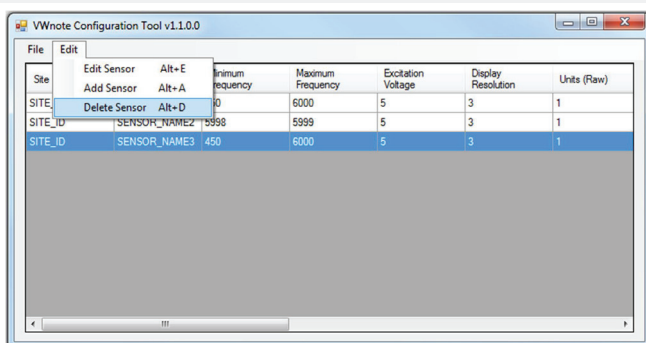 VWnote Configuration Tool v1.1.0.0
File Edit
Edit Sensor Alt+E
Add Sensor Alt+A
Delete Sensor Alt+D
Site Maximum Frequency Excitation Voltage Display Resolution Units (Raw)
6000 5 3 1
SITE_ID SENSOR_NAME2 5998 5999 5 3 1
SITE_ID SENSOR_NAME3 450 6000 5 3 1